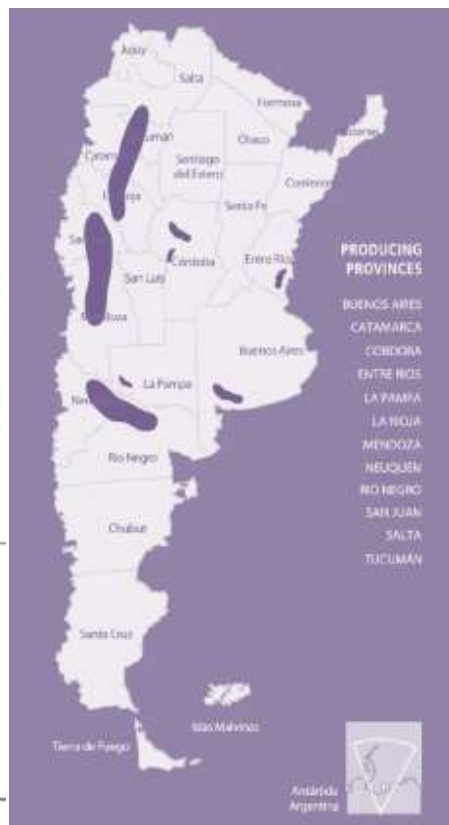 Jujuy
Salta
Formosa
Chaco
Santiago
del Estero
Corrientes
Santa Fe
Córdoba
Entre Ríos
San Luis
Mendoza
Buenos Aires
La Pampa
Río Negro
Chubut
Santa Cruz
Tierra de Fuego
Islas Malvinas
Antártida
Argentina
PRODUCING
PROVINCES
BUENOS AIRES
CATAMARCA
CORDOBA
ENTRE RIOS
LA PAMPA
LA RIOJA
MENDOZA
NEUQUEN
RIO NEGRO
SAN JUAN
SALTA
TUCUMÁN